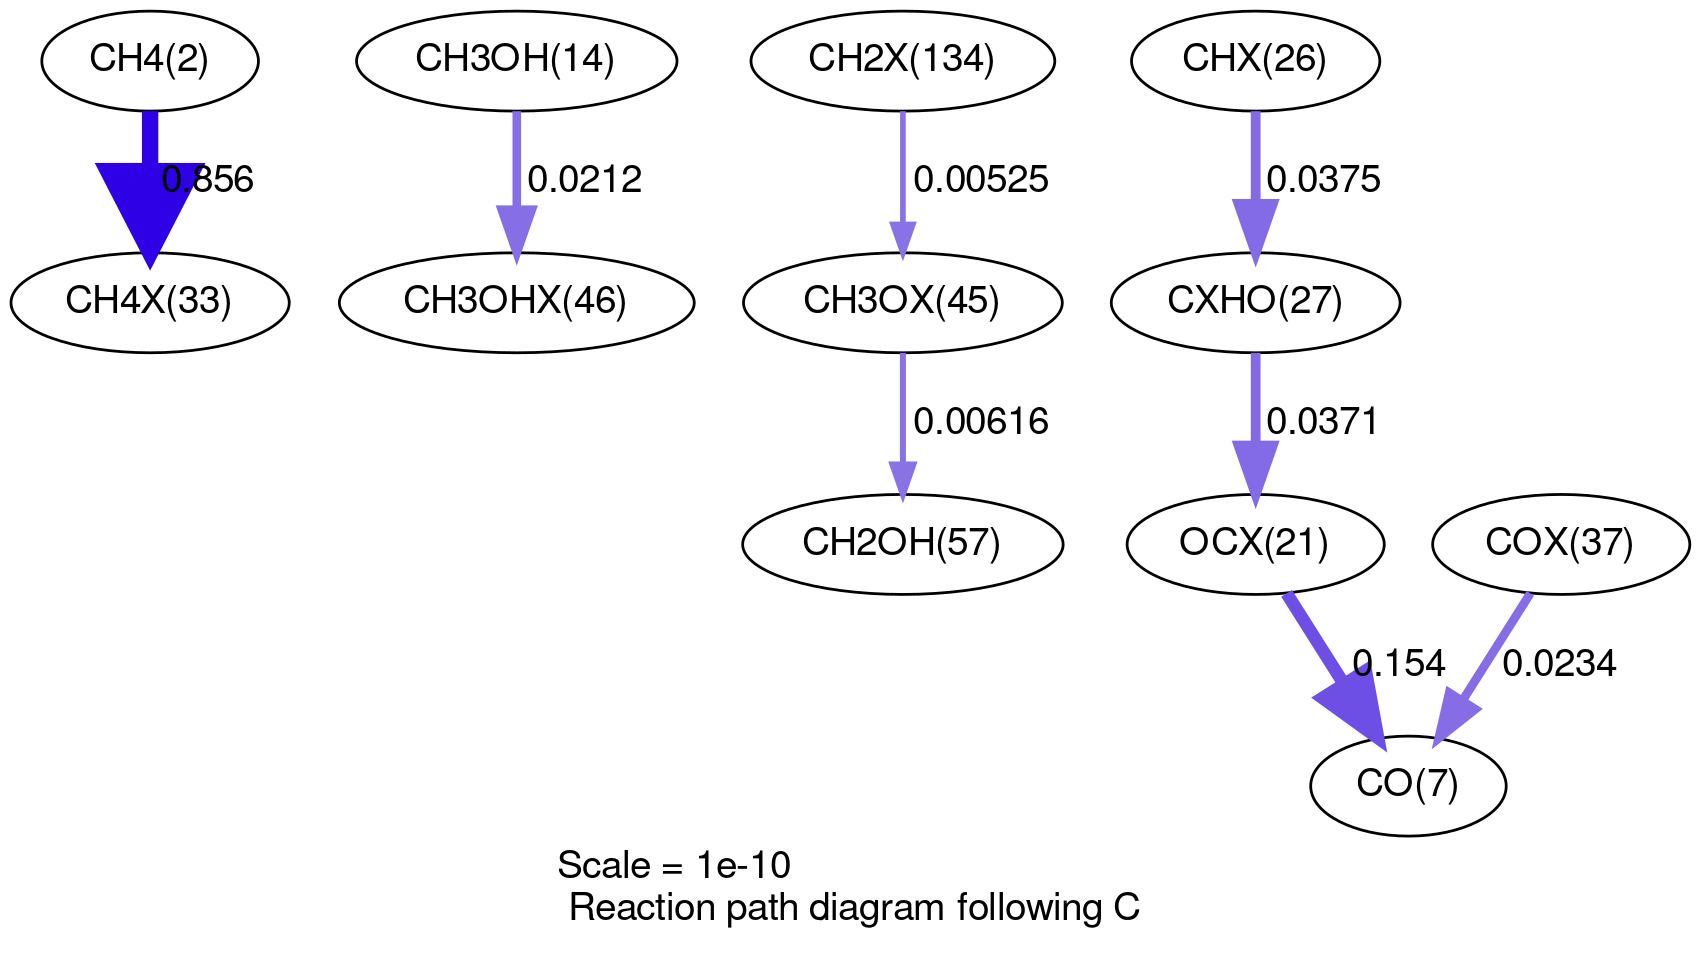 CH4(2)
CH3OH(14)
CH2X(134)
CHX(26)
0.856
0.0212
0.00525
0.0375
CH4X(33)
CH3OHX(46)
CH3OX(45)
CXHO(27)
0.00616
0.0371
CH2OH(57)
OCX(21)
COX(37)
0.154
0.0234
CO(7)
Scale = 1e-10
Reaction path diagram following C